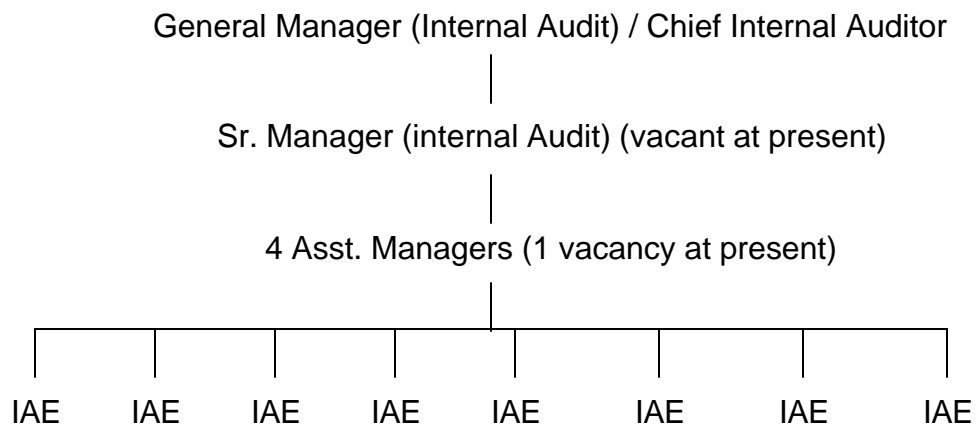 General Manager (Internal Audit) / Chief Internal Auditor
Sr. Manager (internal Audit) (vacant at present)
4 Asst. Managers (1 vacancy at present)
IAE IAE IAE IAE IAE IAE IAE IAE